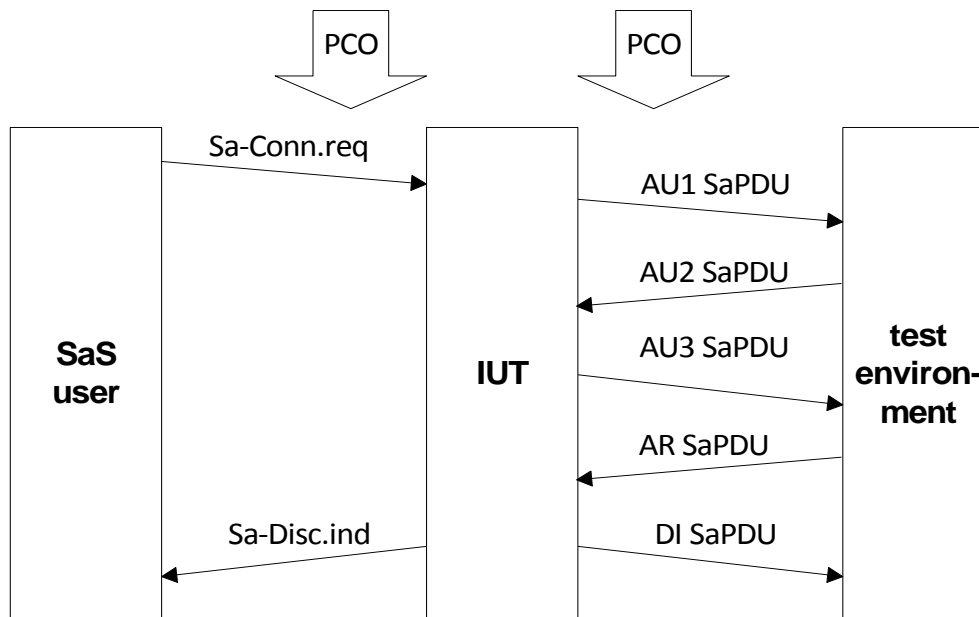 PCO
PCO
Sa-Conn.req
AU1 SaPDU
AU2 SaPDU
SaS
user
IUT
AU3 SaPDU
test
environ-
ment
AR SaPDU
Sa-Disc.ind
DI SaPDU